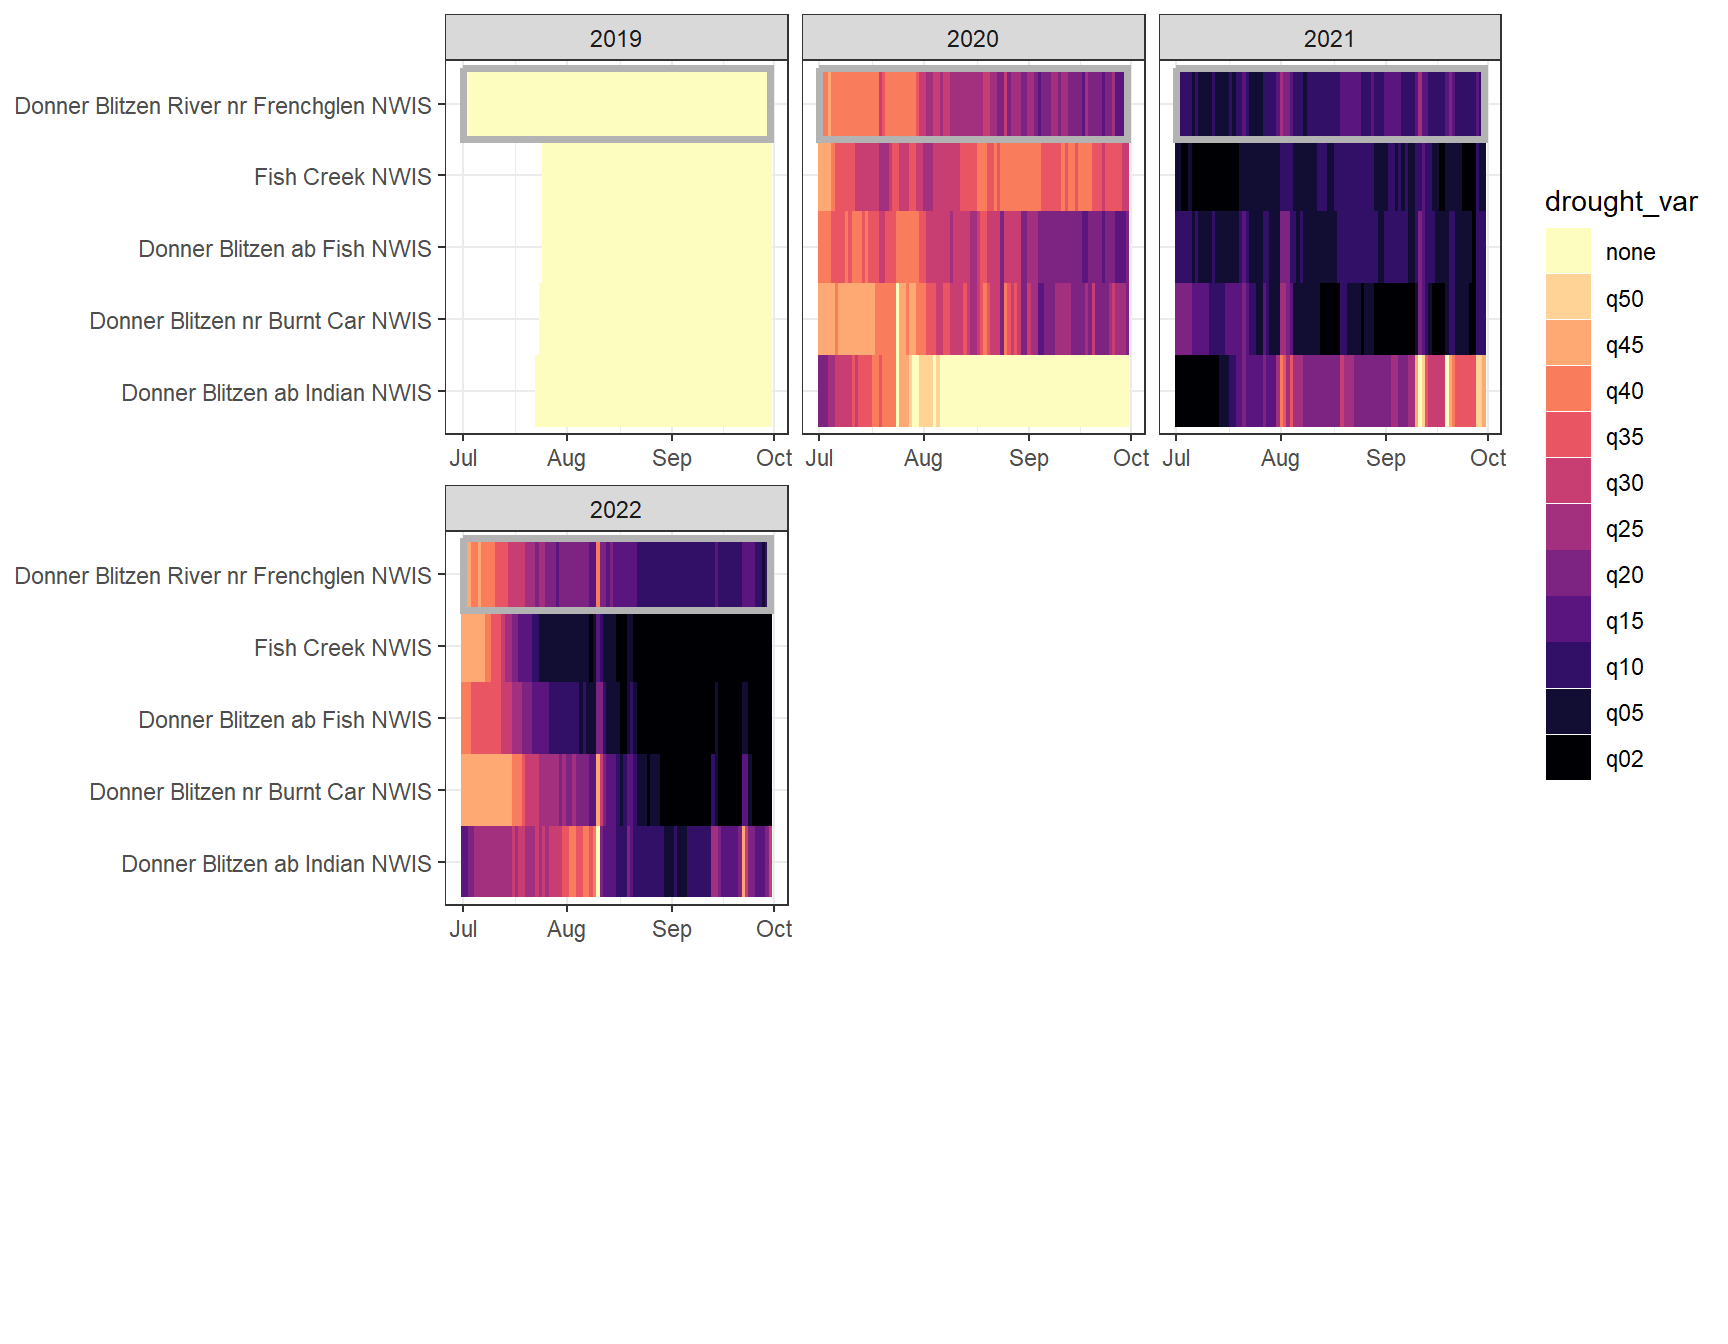 2019
2020
2021
Donner Blitzen River nr Frenchglen NWIS
Fish Creek NWIS
Donner Blitzen ab Fish NWIS
Donner Blitzen nr Burnt Car NWIS
Donner Blitzen ab Indian NWIS
Jul Aug Sep Oct
Jul Aug Sep Oct
Jul Aug Sep Oct
2022
Donner Blitzen River nr Frenchglen NWIS
Fish Creek NWIS
Donner Blitzen ab Fish NWIS
Donner Blitzen nr Burnt Car NWIS
Donner Blitzen ab Indian NWIS
Jul Aug Sep Oct
drought_var
none
q50
q45
q40
q35
q30
q25
q20
q15
q10
q05
q02